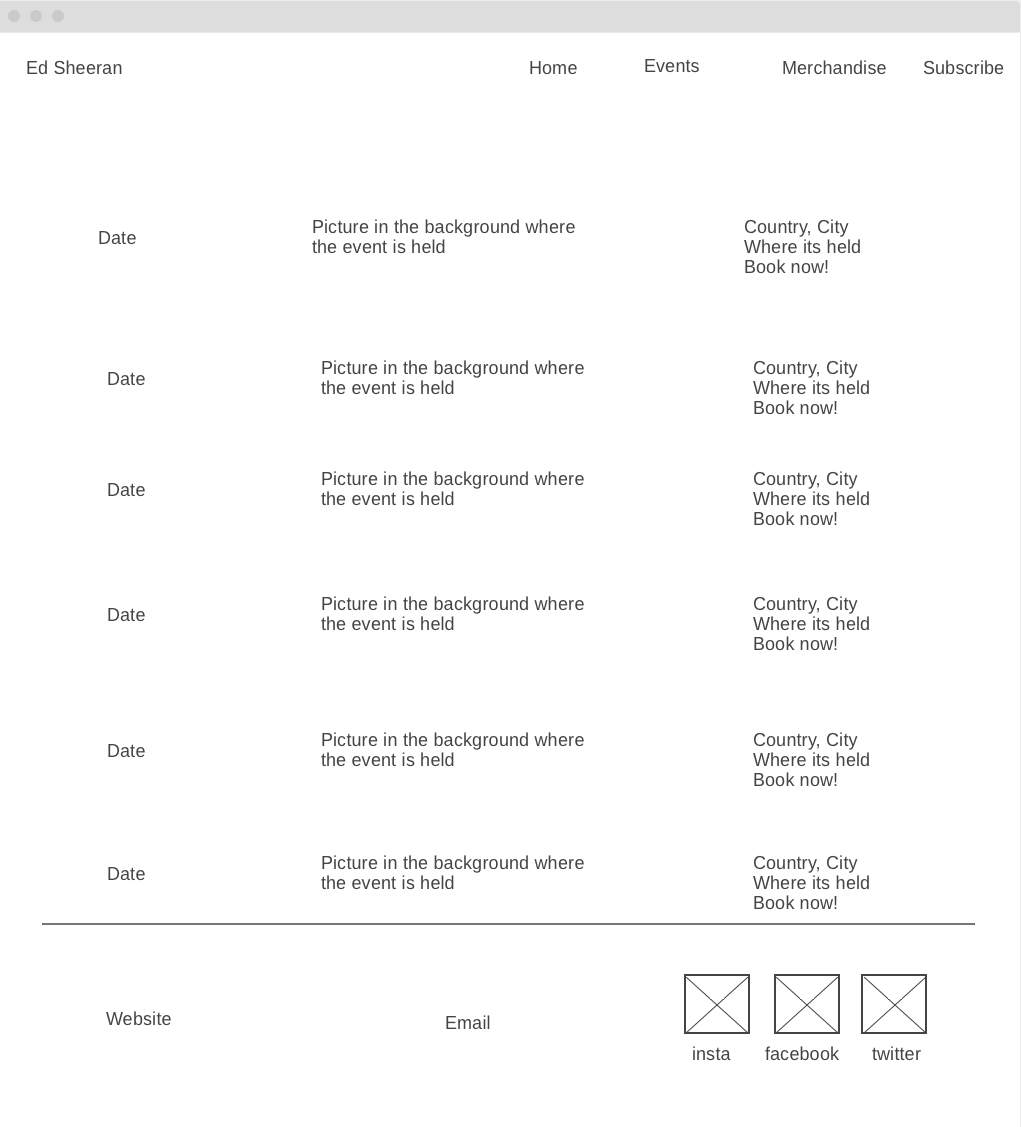 Ed Sheeran
Home
Events
Merchandise
Subscribe
Date
Picture in the background where
the event is held
Country, City
Where its held
Book now!
Date
Picture in the background where
the event is held
Country, City
Where its held
Book now!
Date
Picture in the background where
the event is held
Country, City
Where its held
Book now!
Date
Picture in the background where
the event is held
Country, City
Where its held
Book now!
Date
Picture in the background where
the event is held
Country, City
Where its held
Book now!
Date
Picture in the background where
the event is held
Country, City
Where its held
Book now!
Website
Email
insta
facebook
twitter